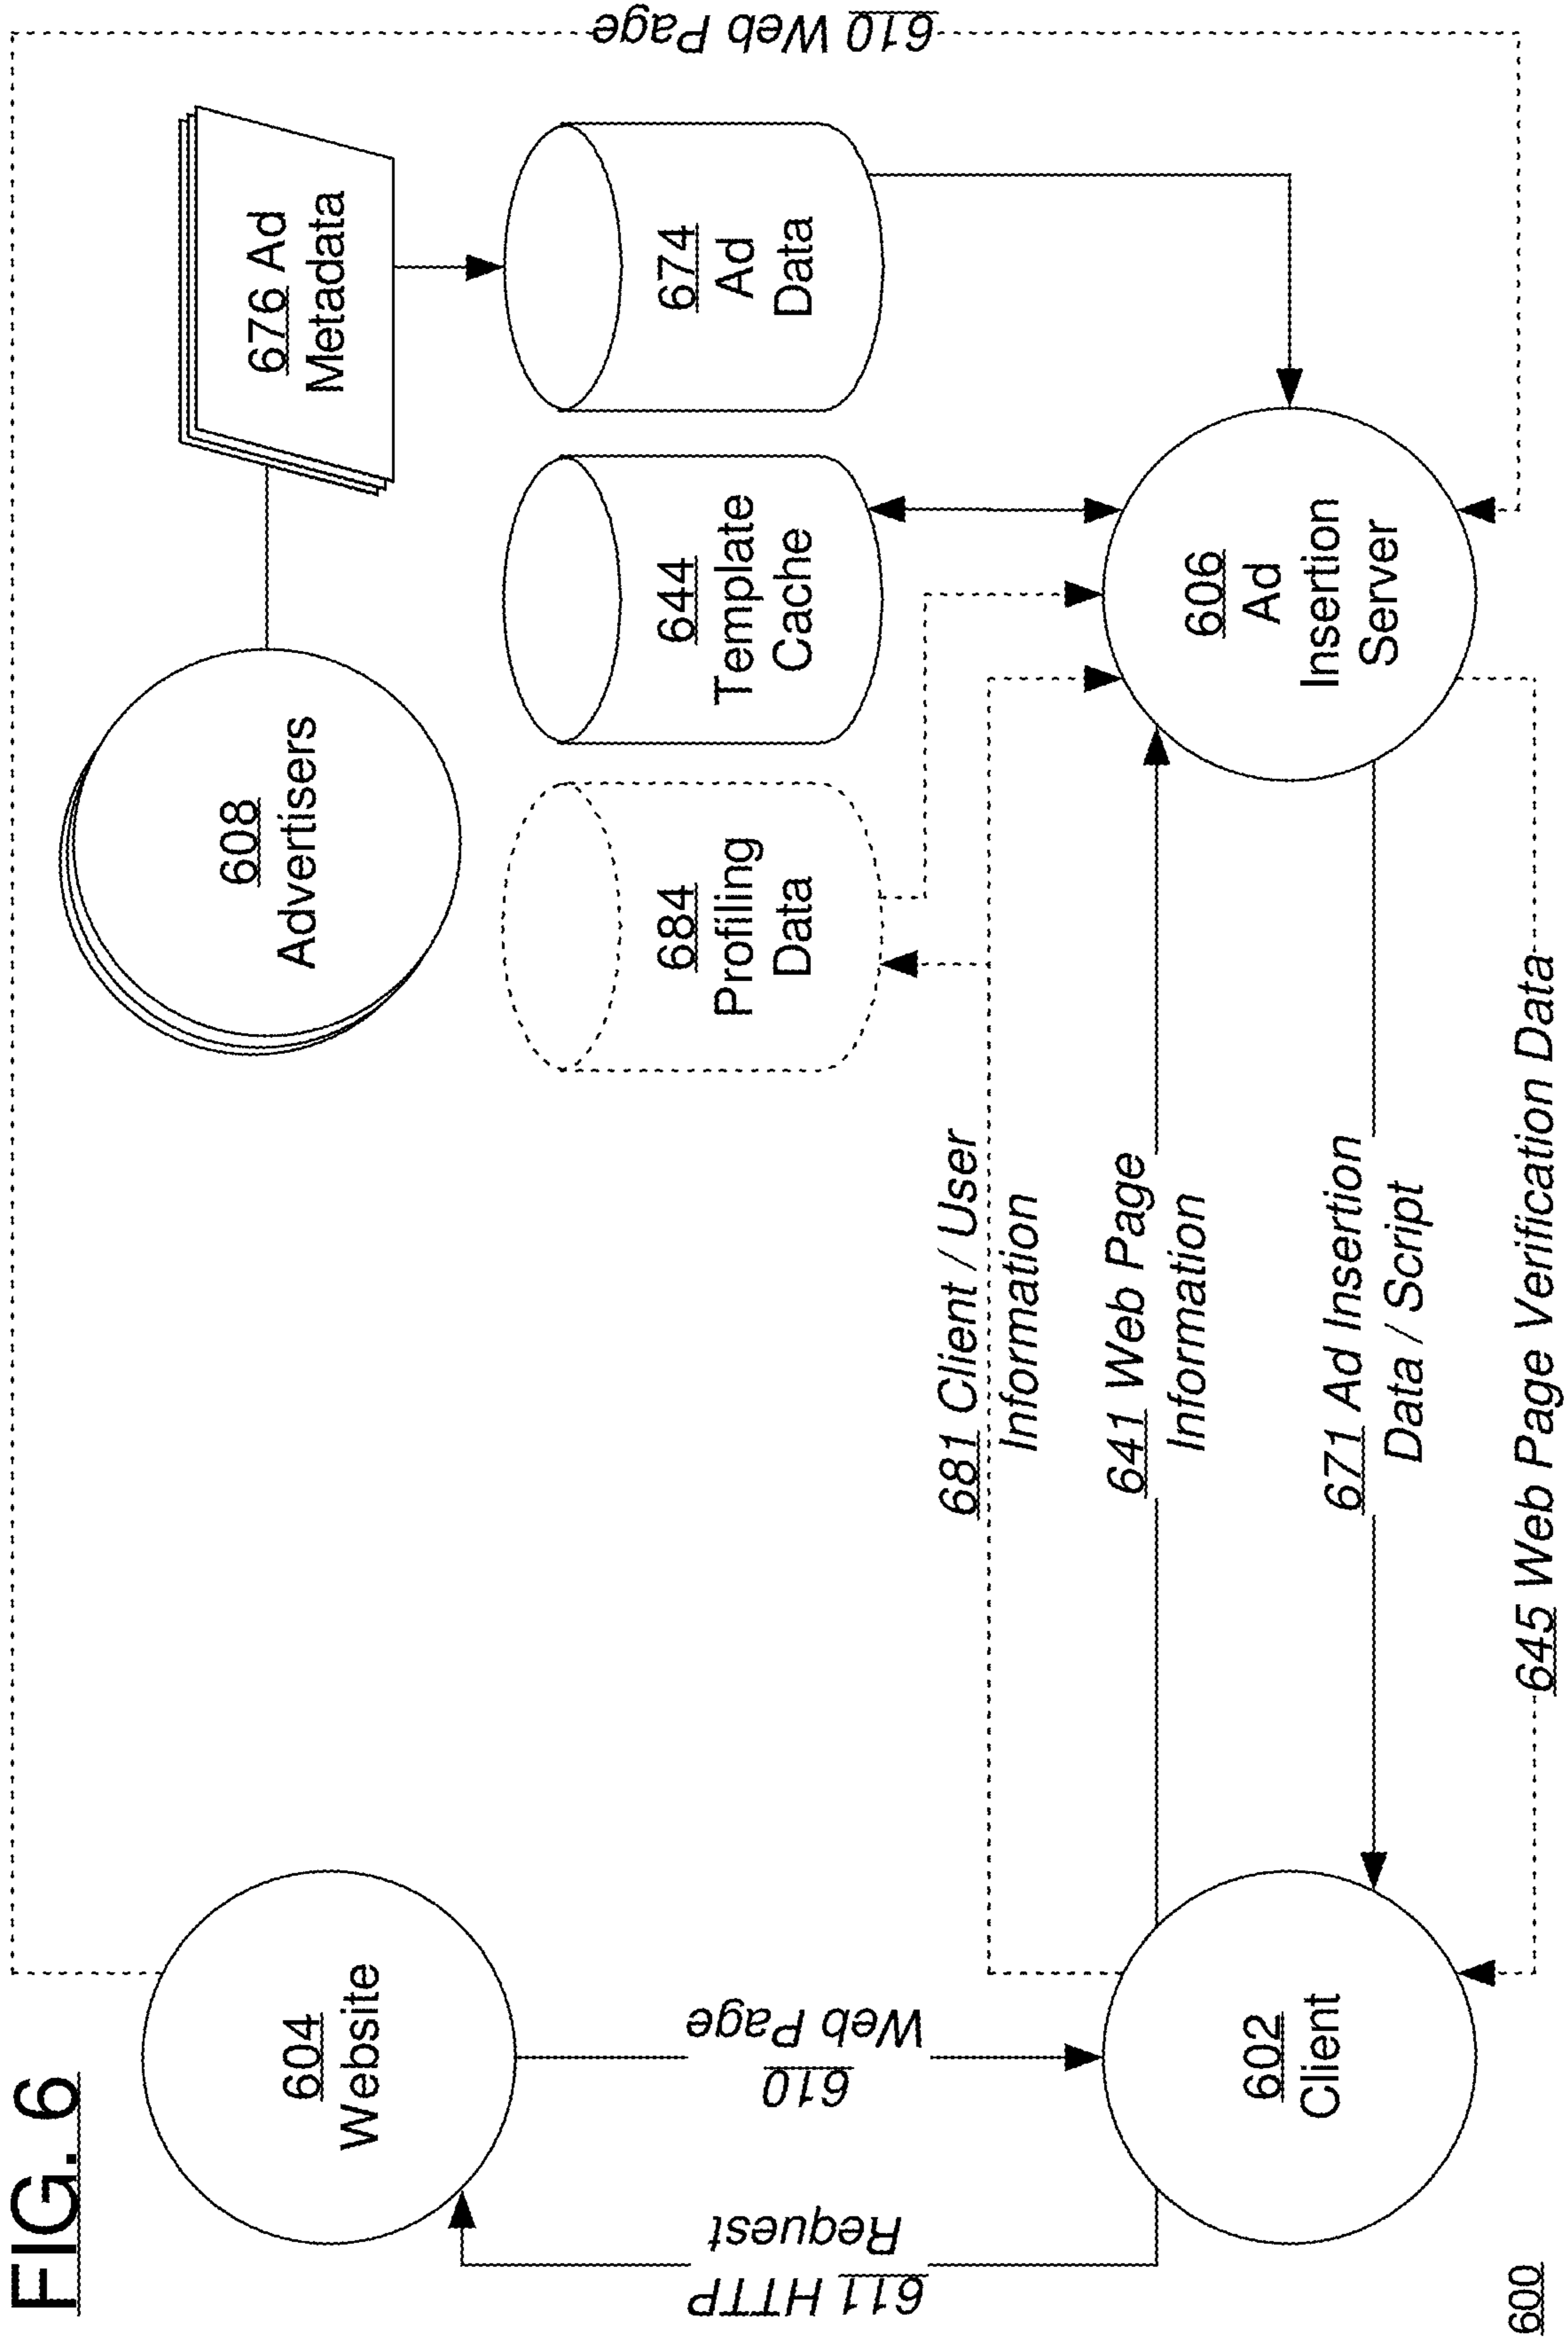 FIG. 6
604
Website
608
Advertisers
676 Ad
Metadata
684
Profiling
Data
644
Template
Cache
674
Ad
Data
611 HTTP
Request
610
Web Page
610 Web Page
681 Client / User
Information
641 Web Page
Information
671 Ad Insertion
Data / Script
602
Client
606
Ad
Insertion
Server
645 Web Page Verification Data
600